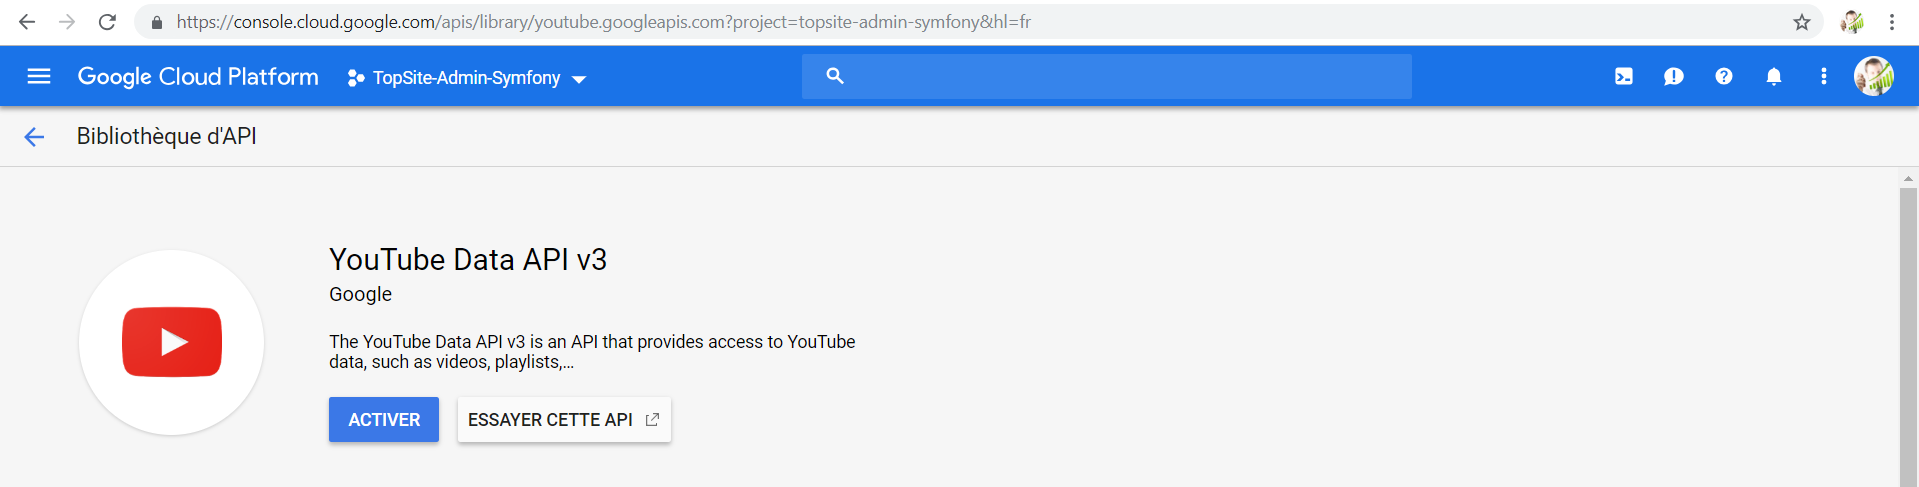 https://console.cloud.google.com/apis/library/youtube.googleapis.com?project=topsite-admin-symfony&hl=fr
Google Cloud Platform TopSite-Admin-Symfony
Bibliothèque d'API
YouTube Data API v3
Google
The YouTube Data API v3 is an API that provides access to YouTube
data, such as videos, playlists,...
ACTIVER ESSAYER CETTE API